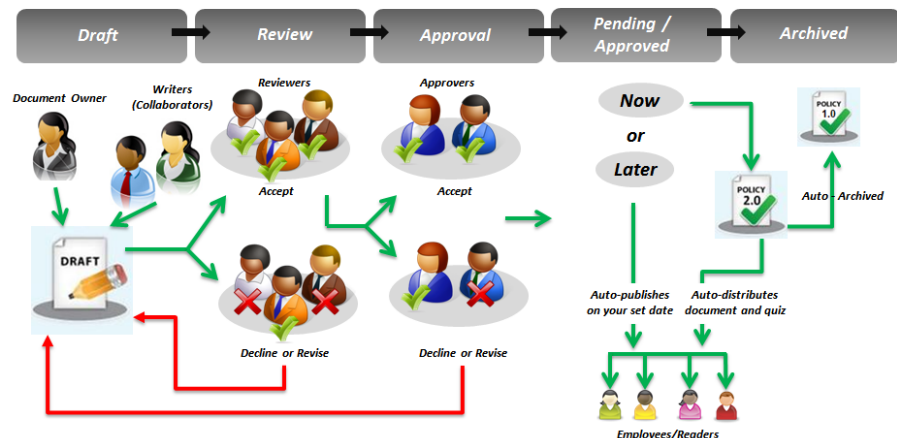 Draft
Review
Approval
Pending /
Approved
Archived
Document Owner
Writers
(Collaborators)
Reviewers
Approvers
Accept
Accept
Now
or
Later
POLICY
1.0
POLICY
2.0
Auto - Archived
DRAFT
Auto-publishes
on your set date
Auto-distributes
document and quiz
Decline or Revise
Decline or Revise
Employees/Readers